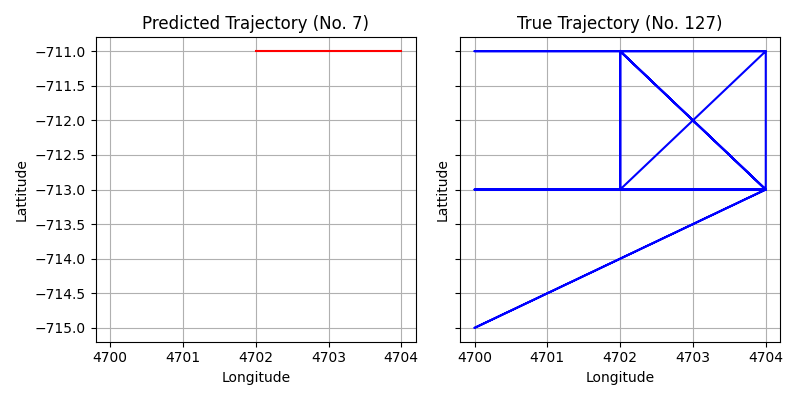 Predicted Trajectory (No. 7)
True Trajectory (No. 127)
−711.0
−711.5
−712.0
−712.5
−713.0
−713.5
−714.0
−714.5
−715.0
Lattitude
Lattitude
4700 4701 4702 4703 4704
4700 4701 4702 4703 4704
Longitude
Longitude